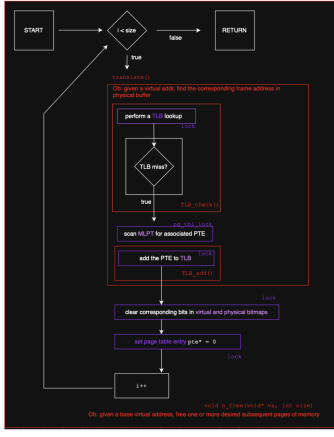 START
i < size
RETURN
false
true
translate()
Ob: given a virtual addr, find the corresponding frame address in
physical buffer
perform a TLB lookup
lock
TLB miss?
true
TLB_check()
pg_tbl_lock
scan MLPT for associated PTE
lock
add the PTE to TLB
TLB_add()
lock
clear corresponding bits in virtual and physical bitmaps
set page table entry pte* = 0
lock
i++
void n_free(void* va, int size)
Ob: given a base virtual address, free one or more desired subsequent pages of memory